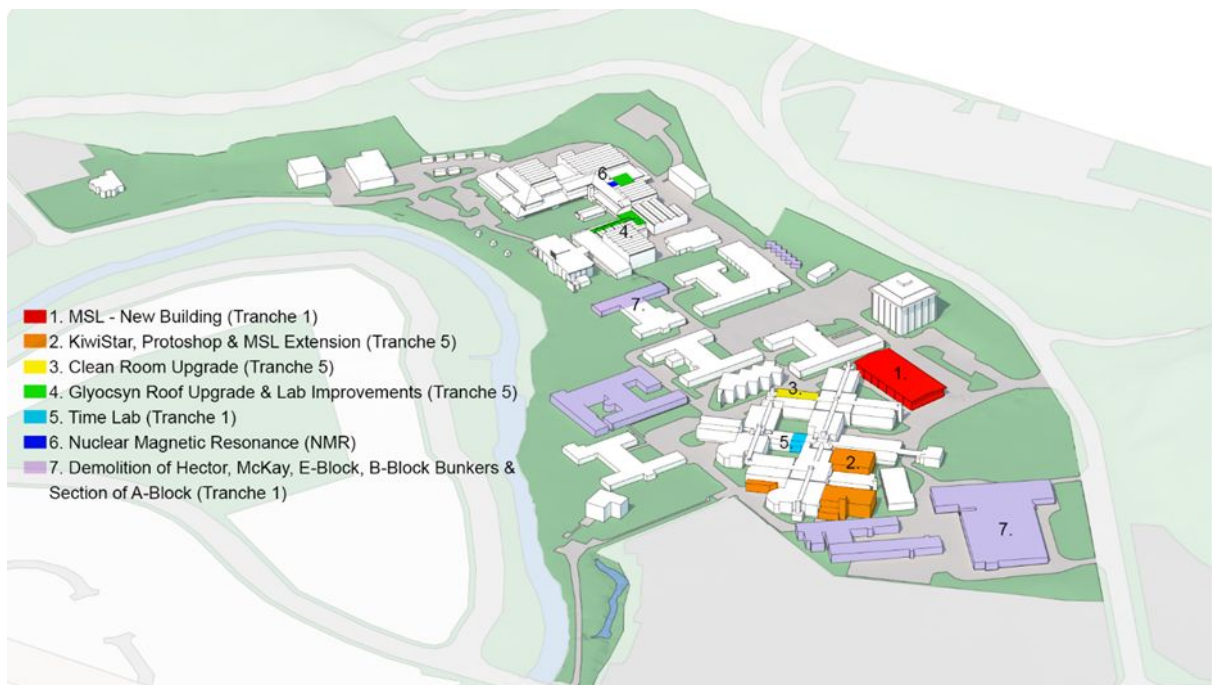 6.
4.
7.
1.
3.
5.
2.
7.
1. MSL - New Building (Tranche 1)
2. KiwiStar, Protoshop & MSL Extension (Tranche 5)
3. Clean Room Upgrade (Tranche 5)
4. Glyocsyn Roof Upgrade & Lab Improvements (Tranche 5)
5. Time Lab (Tranche 1)
6. Nuclear Magnetic Resonance (NMR)
7. Demolition of Hector, McKay, E-Block, B-Block Bunkers &
Section of A-Block (Tranche 1)